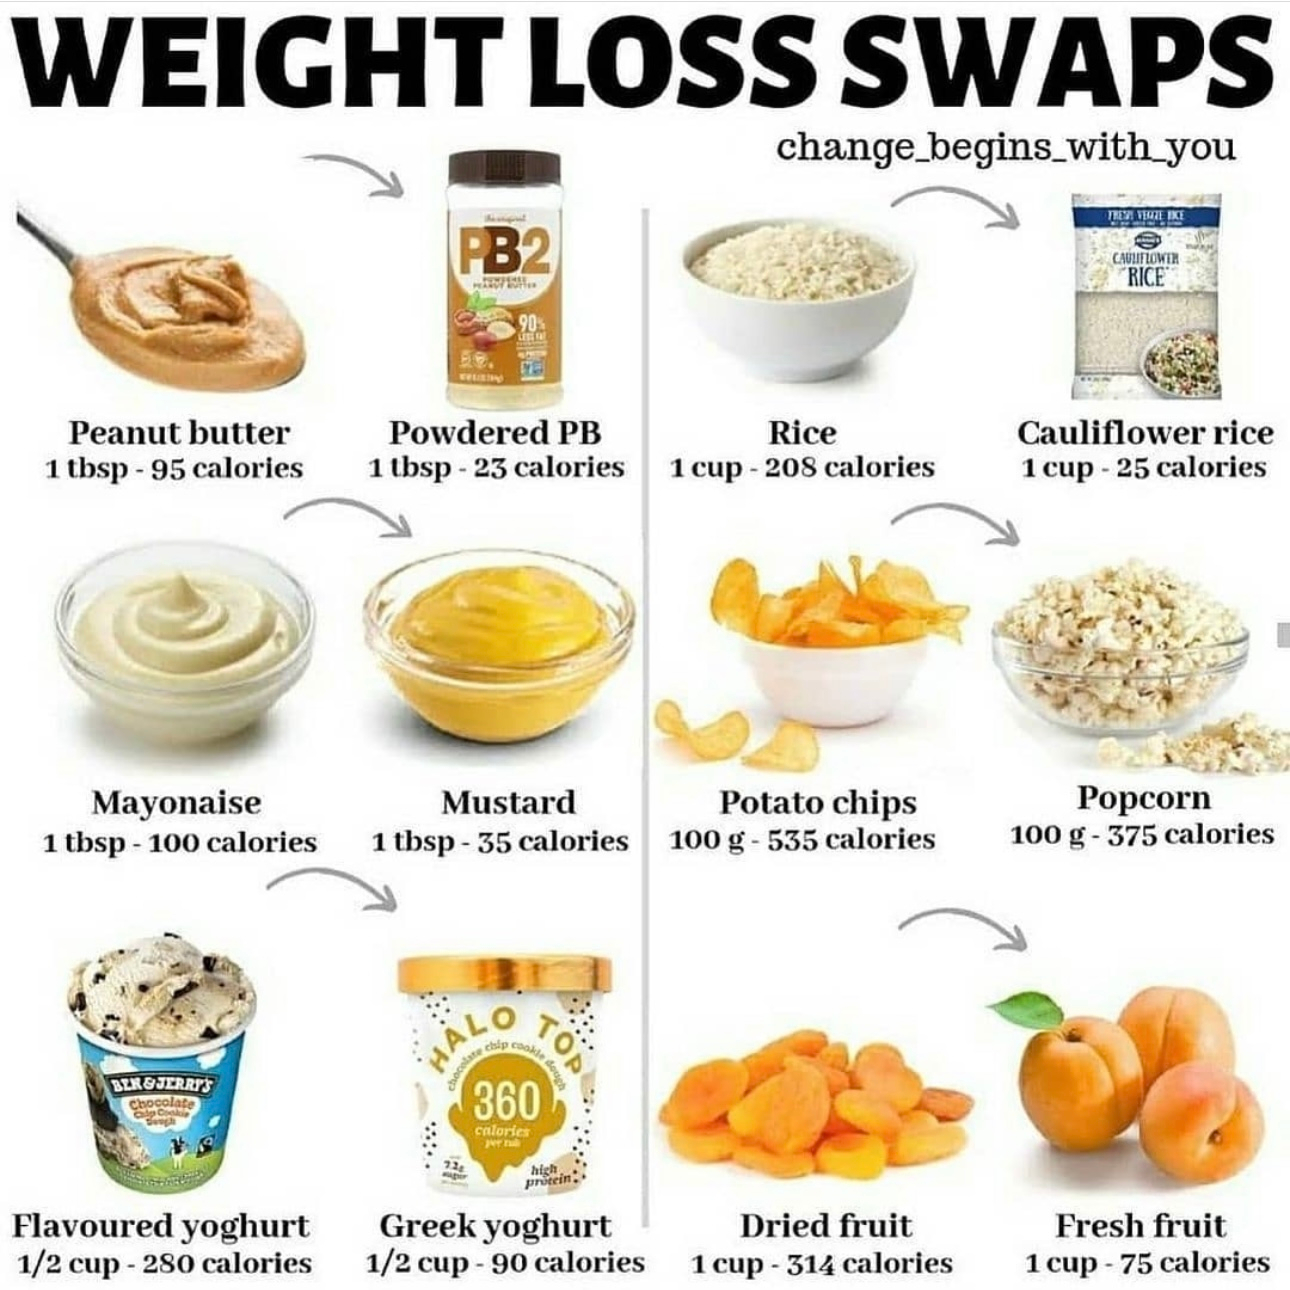 WEIGHT LOSS SWAPS
change_begins_with_you
The original
PB2
POWDERED
PEANUT BUTTER
90%
LESS FAT
Peanut butter
1 tbsp - 95 calories
Powdered PB
1 tbsp - 23 calories
FRESH VEGGIE RICE
CAULIFLOWER
"RICE"
Rice
1 cup - 208 calories
Cauliflower rice
1 cup - 25 calories
Mayonaise
1 tbsp - 100 calories
Mustard
1 tbsp - 35 calories
Potato chips
100 g - 535 calories
Popcorn
100 g - 375 calories
BEN & JERRY'S
Chocolate
Chip Cookie
Dough
HALO TOP
chocolate chip cookie dough
360
calories
per tub
sugar
high
protein
Flavoured yoghurt
1/2 cup - 280 calories
Greek yoghurt
1/2 cup - 90 calories
Dried fruit
1 cup - 314 calories
Fresh fruit
1 cup - 75 calories